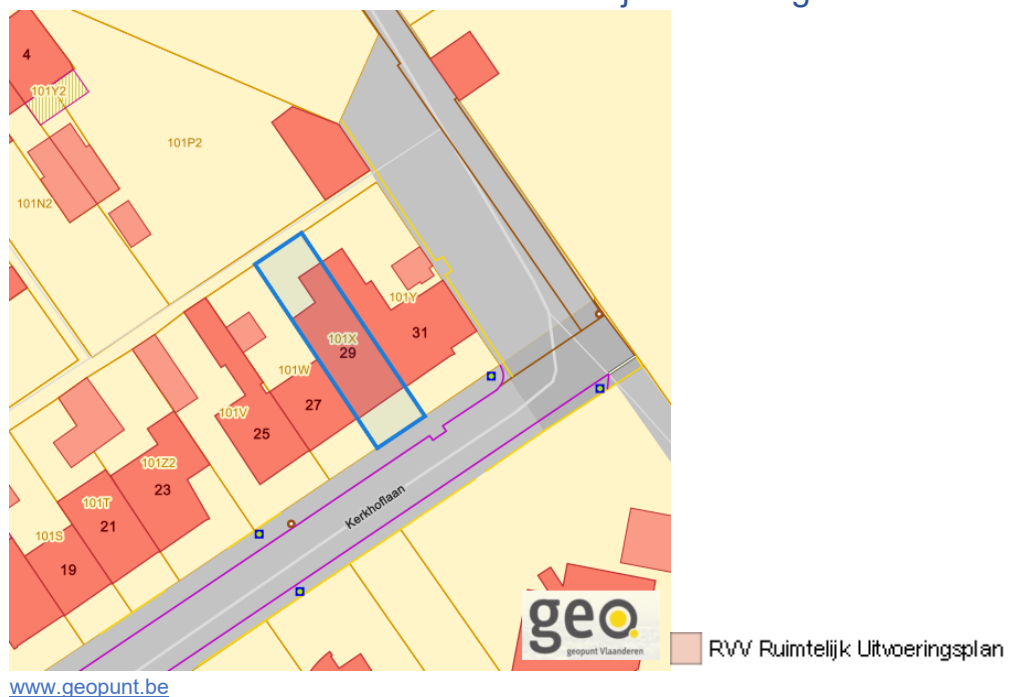 4
101Y2
101P2
101N2
101Y
31
101X
29
101W
27
101V
25
101Z2
23
101T
21
101S
19
Kerkhoflaan
geo.
geopunt Vlaanderen
RVV Ruimtelijk Uitvoeringsplan
www.geopunt.be